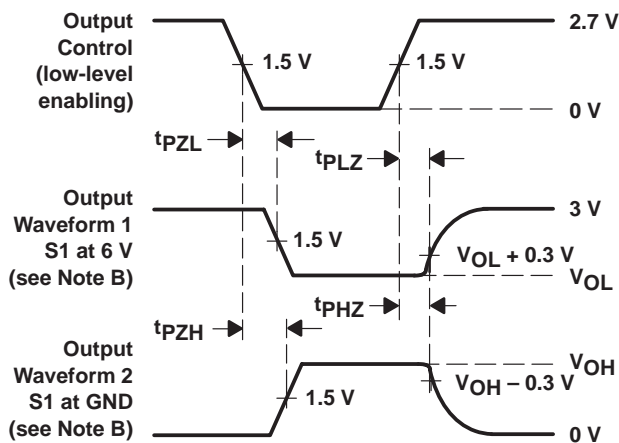 Output
Control
(low-level
enabling)
2.7 V
1.5 V
1.5 V
0 V
tPZL
tPLZ
Output
Waveform 1
S1 at 6 V
(see Note B)
3 V
1.5 V
VOL + 0.3 V
VOL
tPHZ
tPZH
Output
Waveform 2
S1 at GND
(see Note B)
VOH
VOH – 0.3 V
1.5 V
0 V